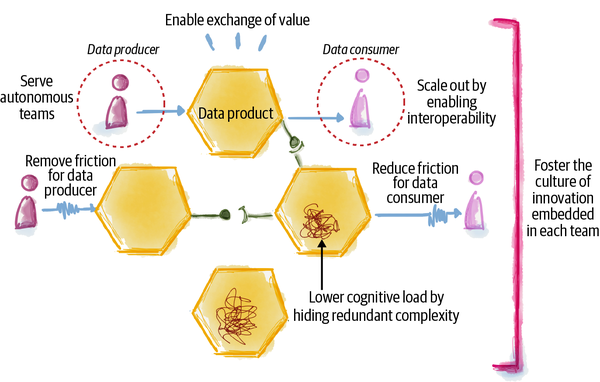 Enable exchange of value
Data producer
Data consumer
Serve
autonomous
teams
Data product
Scale out by
enabling
interoperability
Remove friction
for data
producer
Reduce friction
for data
consumer
Foster the
culture of
innovation
embedded
in each team
Lower cognitive load by
hiding redundant complexity